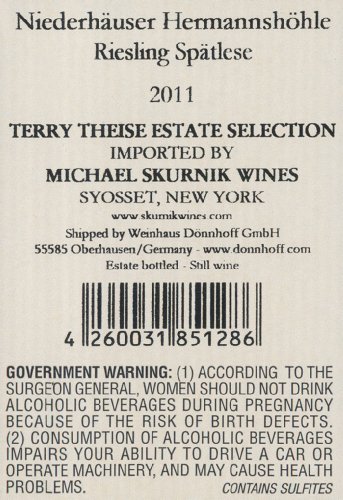 Niederhäuser Hermannshöhle
Riesling Spätlese
2011
TERRY THEISE ESTATE SELECTION
IMPORTED BY
MICHAEL SKURNIK WINES
SYOSSET, NEW YORK
www.skurnikwines.com
Shipped by Weinhaus Dönnhoff GmbH
55585 Oberhausen/Germany - www.donnhoff.com
Estate bottled - Still wine
4 260031 851286
GOVERNMENT WARNING: (1) ACCORDING TO THE
SURGEON GENERAL, WOMEN SHOULD NOT DRINK
ALCOHOLIC BEVERAGES DURING PREGNANCY
BECAUSE OF THE RISK OF BIRTH DEFECTS.
(2) CONSUMPTION OF ALCOHOLIC BEVERAGES
IMPAIRS YOUR ABILITY TO DRIVE A CAR OR
OPERATE MACHINERY, AND MAY CAUSE HEALTH
PROBLEMS. CONTAINS SULFITES